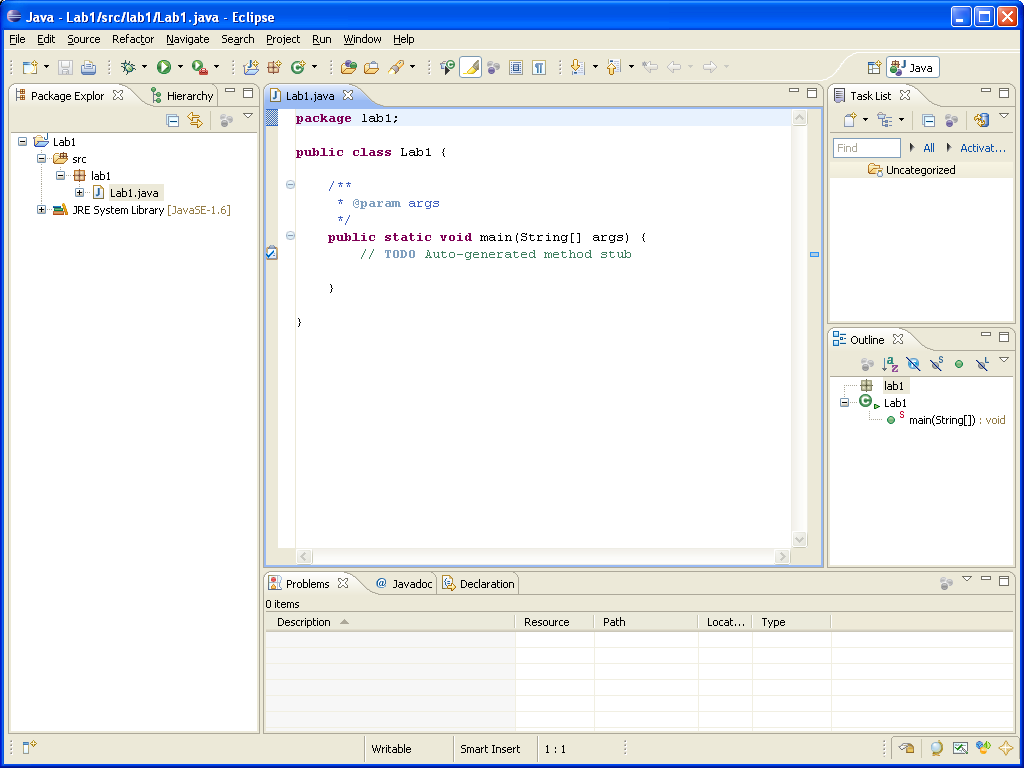 Java - Lab1/src/lab1/Lab1.java - Eclipse
File Edit Source Refactor Navigate Search Project Run Window Help
Java
Package Explor
Hierarchy
Lab1
src
lab1
Lab1.java
JRE System Library [JavaSE-1.6]
Lab1.java
package lab1;
public class Lab1 {
/**
* @param args
*/
public static void main(String[] args) {
// TODO Auto-generated method stub
}
}
Task List
Find All Activat...
Uncategorized
Outline
lab1
Lab1
main(String[]) : void
Problems Javadoc Declaration
0 items
Description Resource Path Locat... Type
Writable Smart Insert 1 : 1